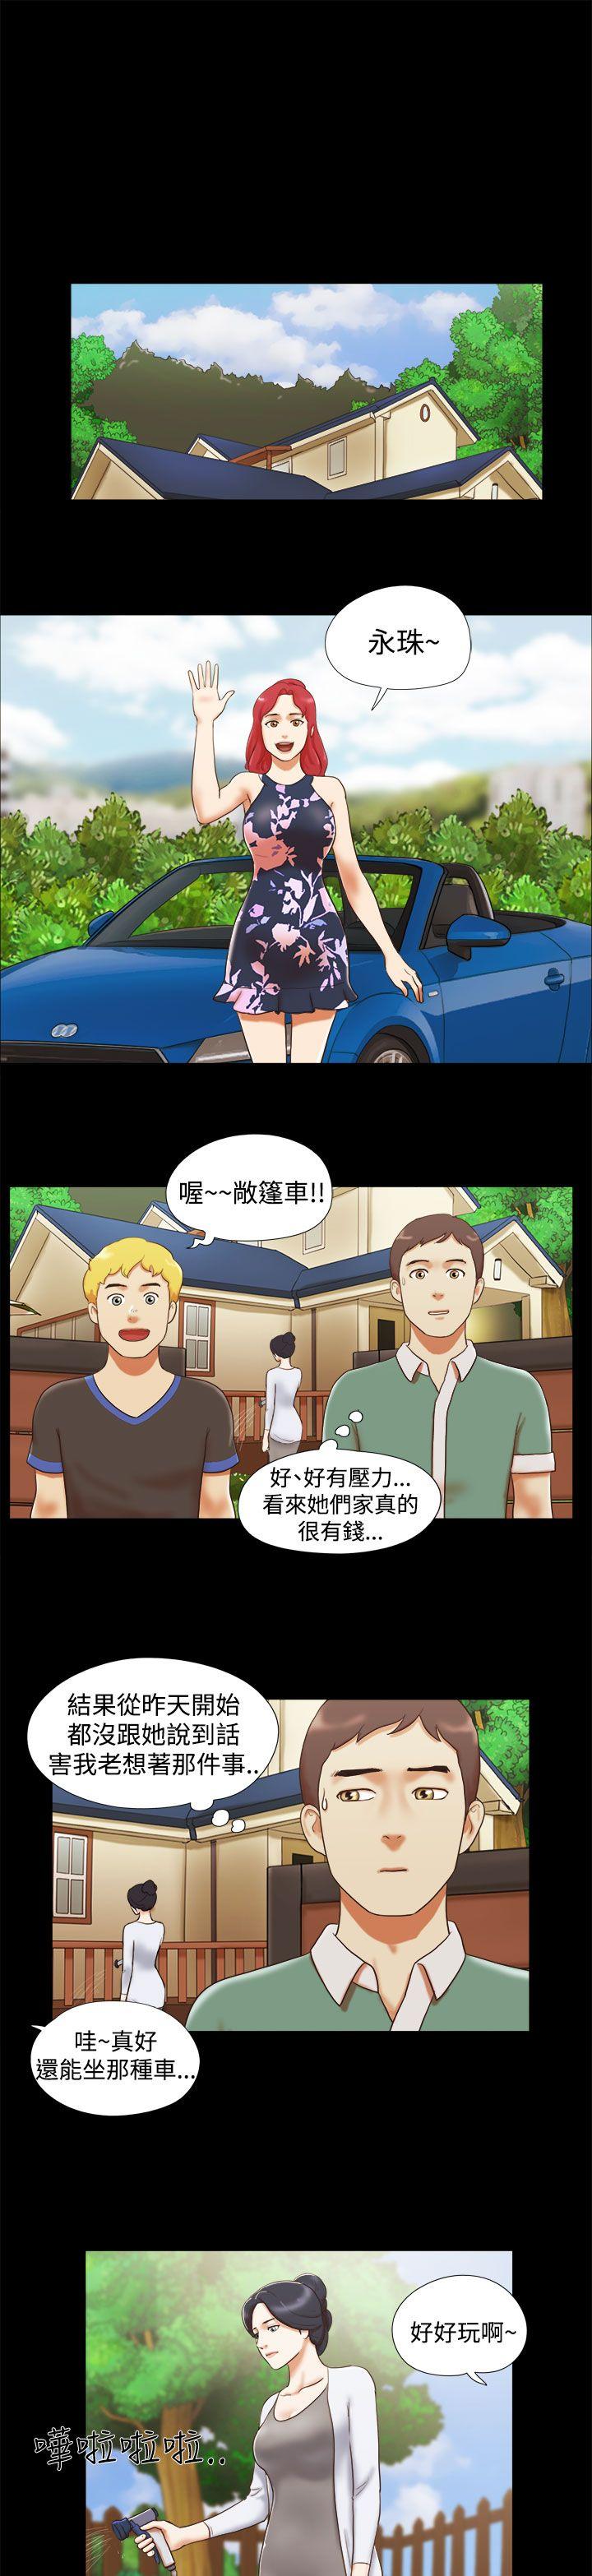 永珠~
喔~~敞篷車!!
好、好有壓力...
看來她們家真的
很有錢...
結果從昨天開始
都沒跟她說到話
害我老想著那件事..
哇~真好
還能坐那種車...
好好玩啊~
嘩啦啦啦..